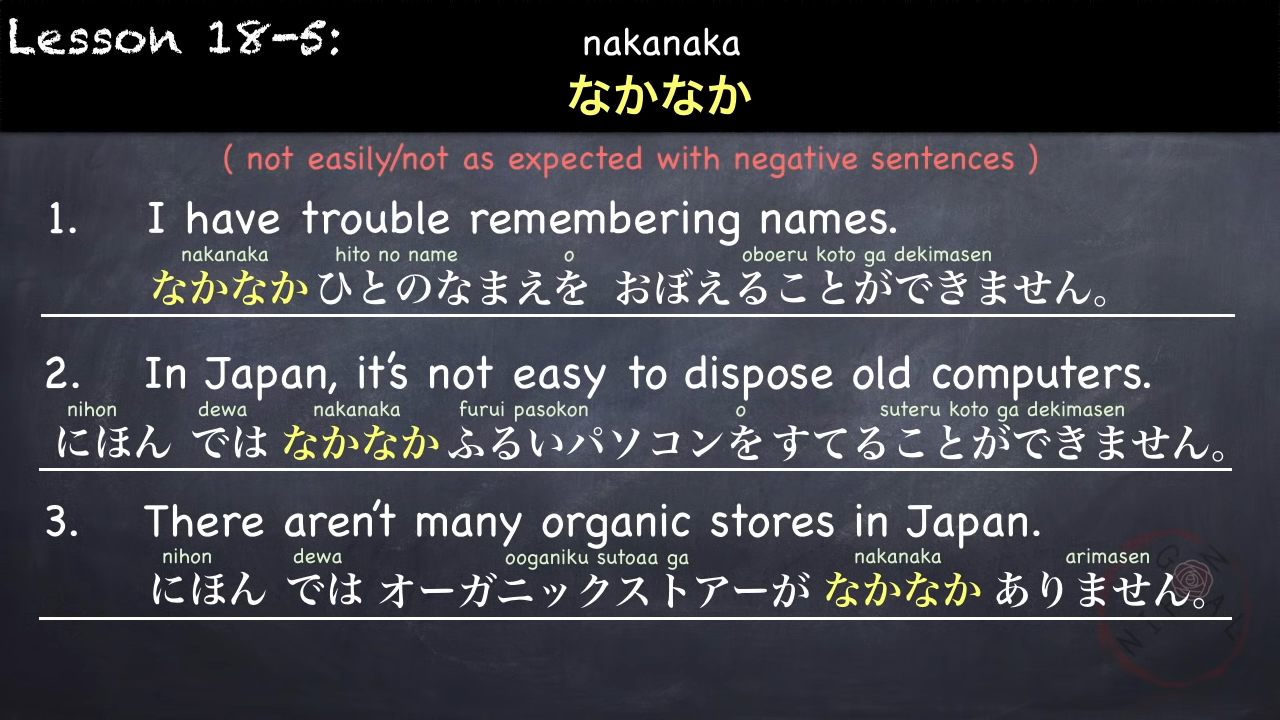 Lesson 18-5:
nakanaka
なかなか
( not easily/not as expected with negative sentences )
1. I have trouble remembering names.
nakanaka hito no name o oboeru koto ga dekimasen
なかなか ひとのなまえを おぼえることができません。
2. In Japan, it's not easy to dispose old computers.
nihon dewa nakanaka furui pasokon o suteru koto ga dekimasen
にほん では なかなか ふるいパソコンを すてることができません。
3. There aren't many organic stores in Japan.
nihon dewa ooganiku sutoaa ga nakanaka arimasen
にほん では オーガニックストアーが なかなか ありません。